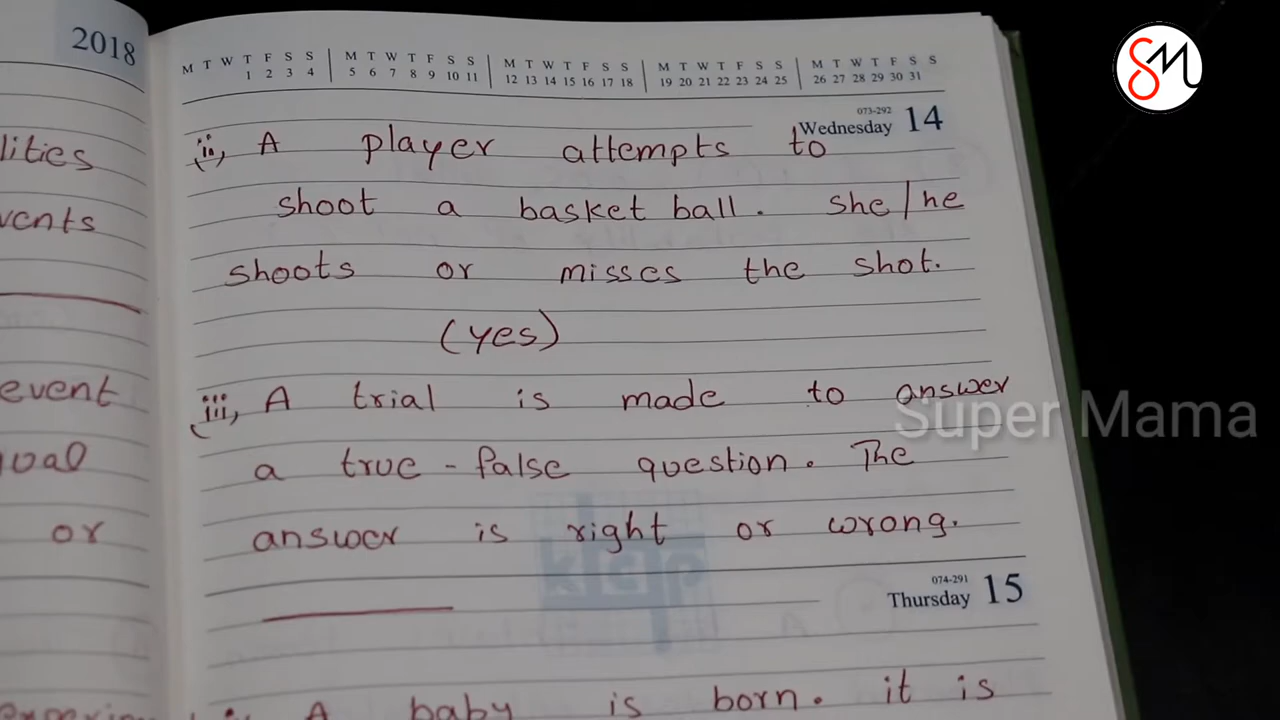 2018
lities
vents
event
or
M T W T F S S M T W T F S S M T W T F S S M T W T F S S M T W T F S S
1 2 3 4 5 6 7 8 9 10 11 12 13 14 15 16 17 18 19 20 21 22 23 24 25 26 27 28 29 30 31
073-292
Wednesday 14
ii, A player attempts to
shoot a basket ball. she/he
shoots or misses the shot.
(yes)
iii, A trial is made to answer
a true-false question. The
answer is right or wrong.
074-291
Thursday 15
A baby is born. it is
SM
Super Mama